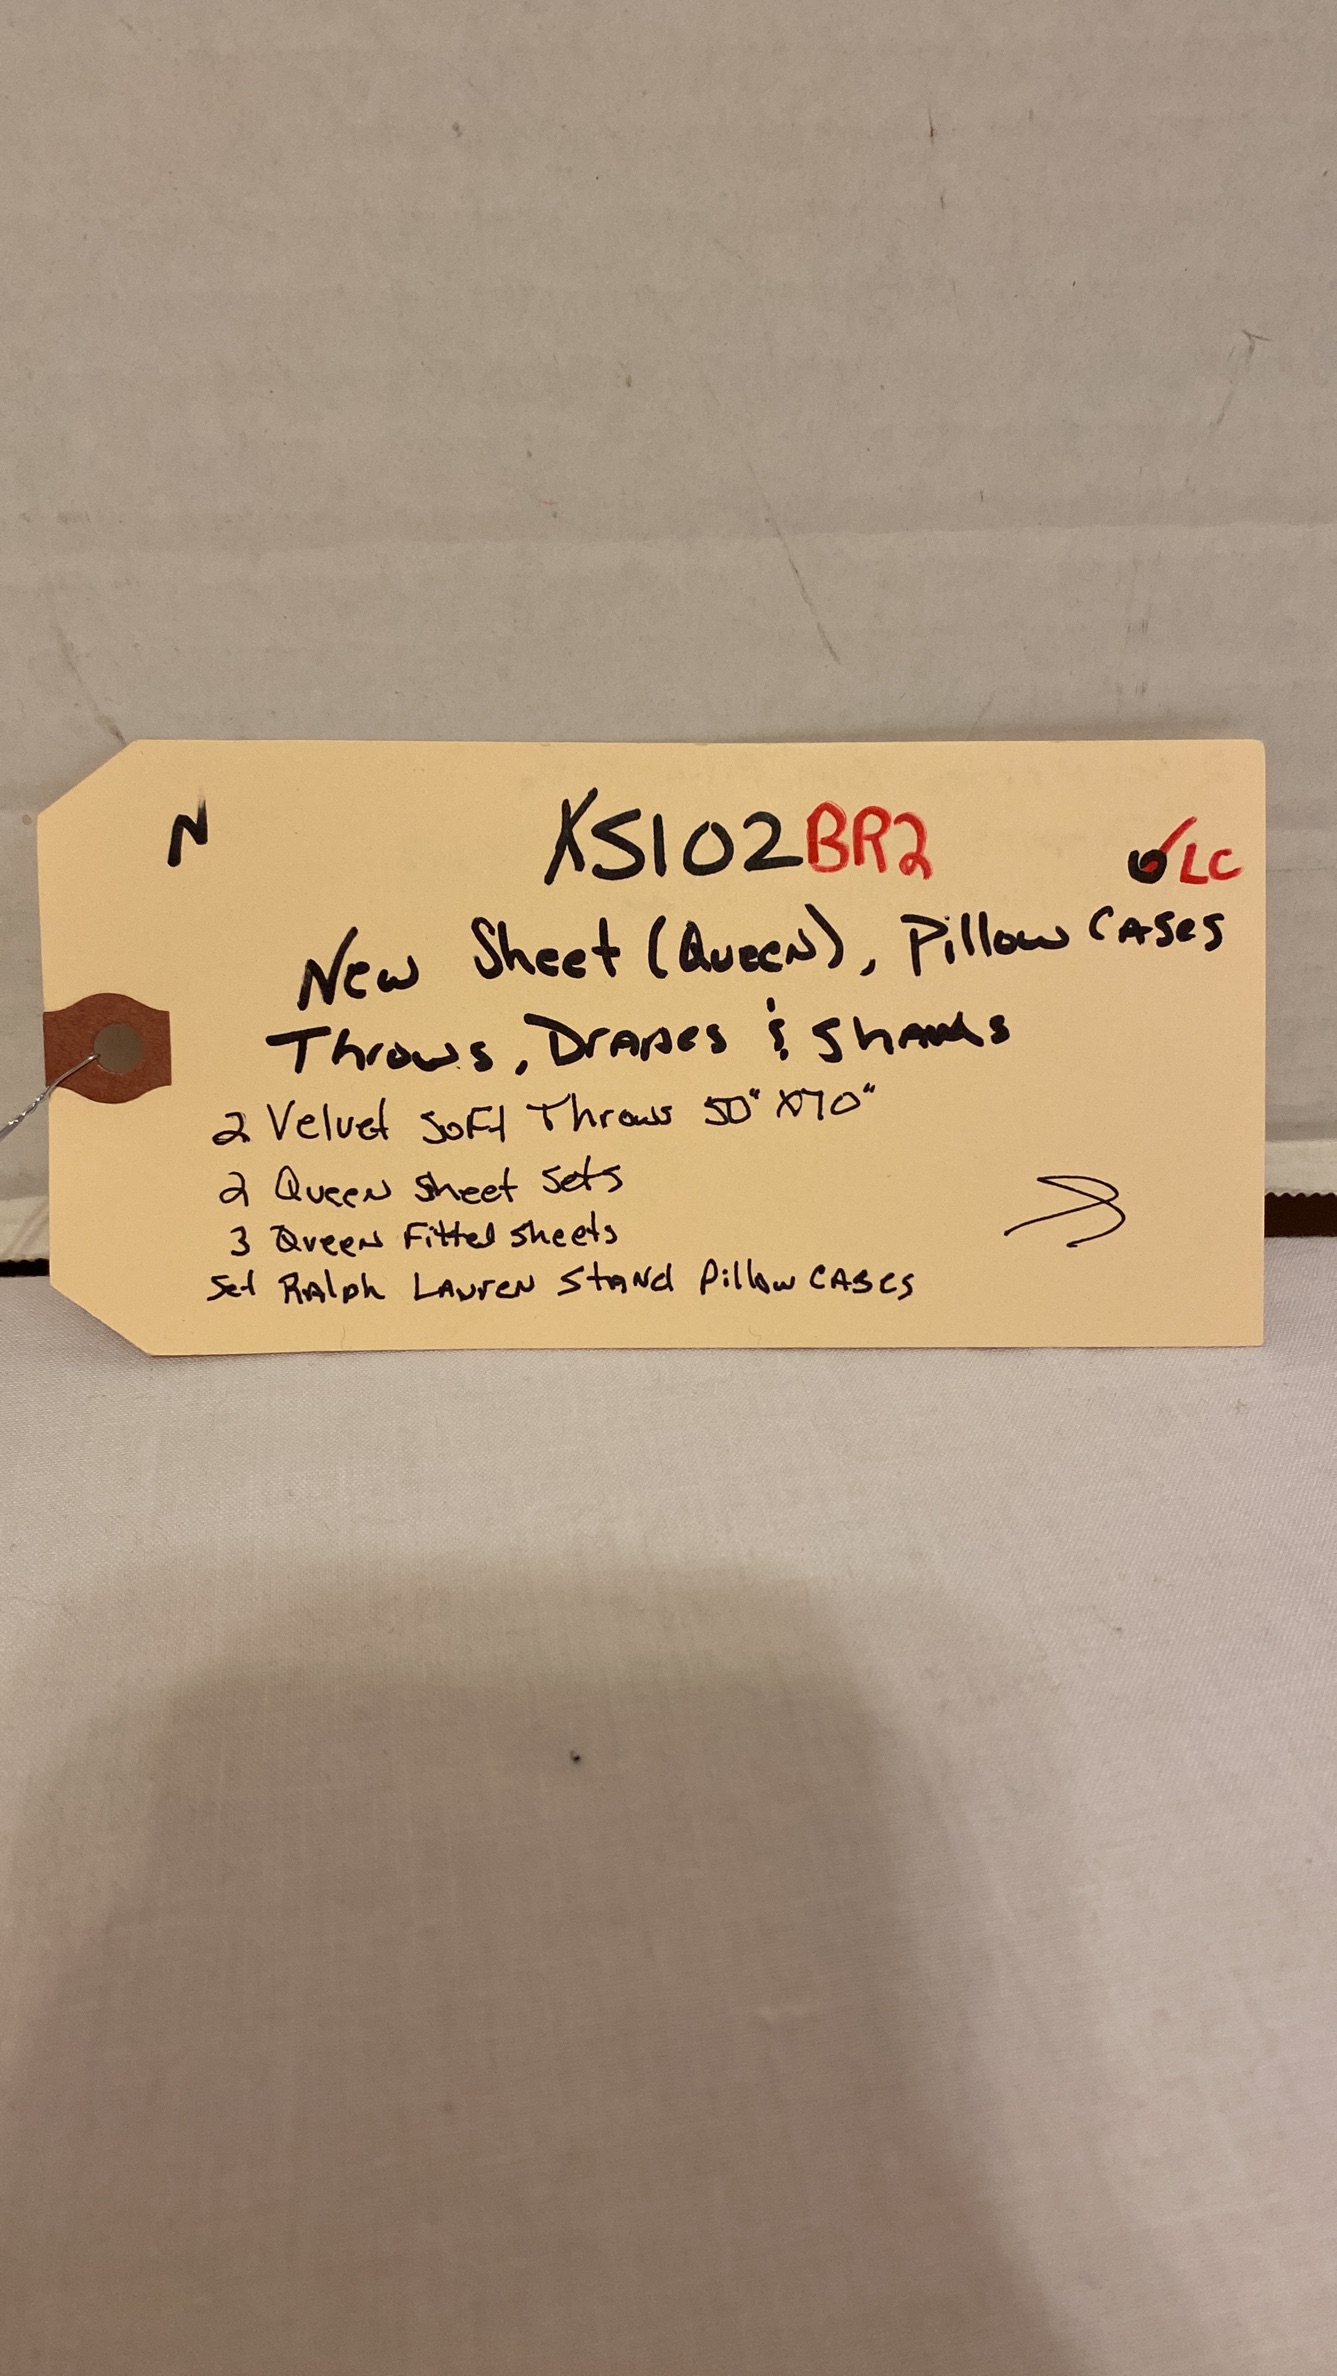 N XS102BR2 LC
New Sheet (Queen), Pillow Cases
Throws, Drapes & Shams
2 Velvet Soft Throws 50" X 70"
2 Queen Sheet Sets
3 Queen Fitted Sheets
Set Ralph Lauren Stand Pillow Cases